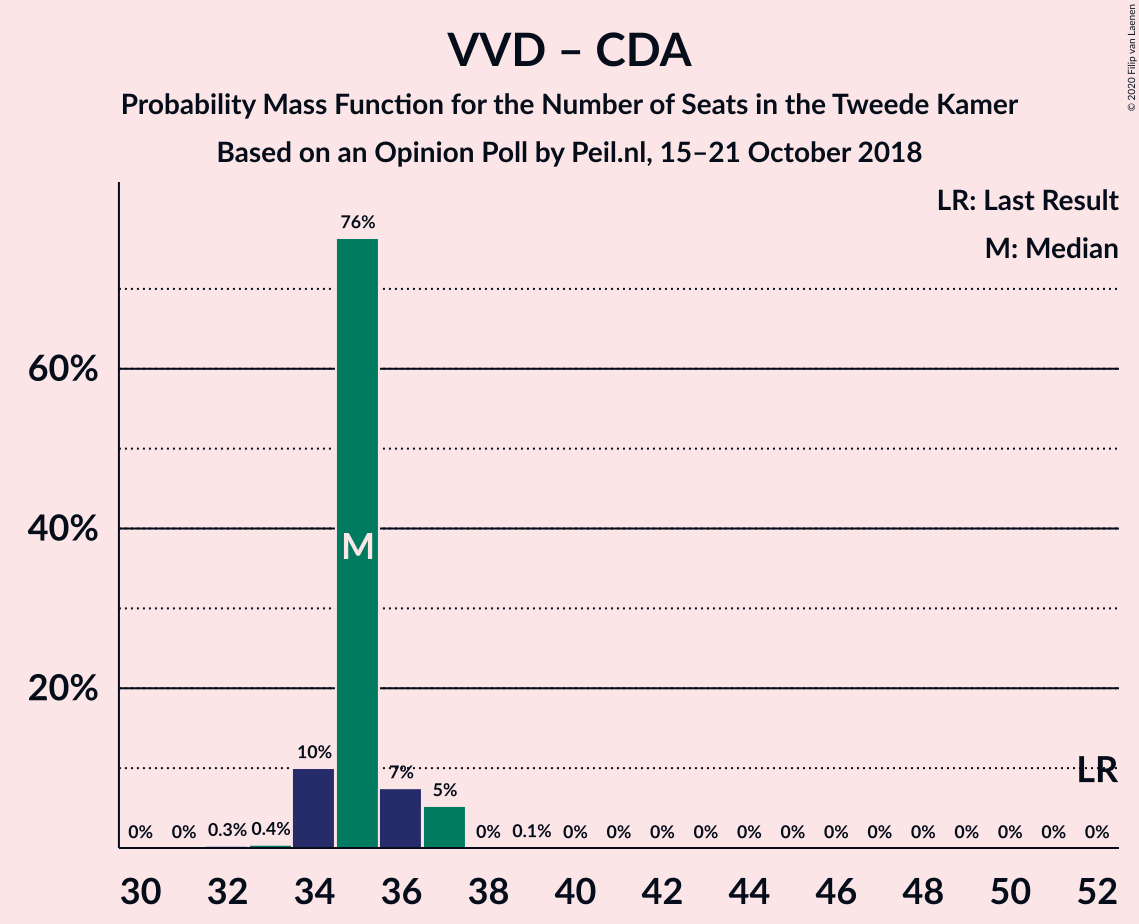 VVD – CDA
Probability Mass Function for the Number of Seats in the Tweede Kamer
Based on an Opinion Poll by Peil.nl, 15–21 October 2018
© 2020 Filip van Laenen
LR: Last Result
M: Median
76%
60%
40%
M
20%
10%
7%
5%
LR
0% 0% 0.3% 0.4% 0% 0.1% 0% 0% 0% 0% 0% 0% 0% 0% 0% 0% 0% 0% 0%
30 32 34 36 38 40 42 44 46 48 50 52